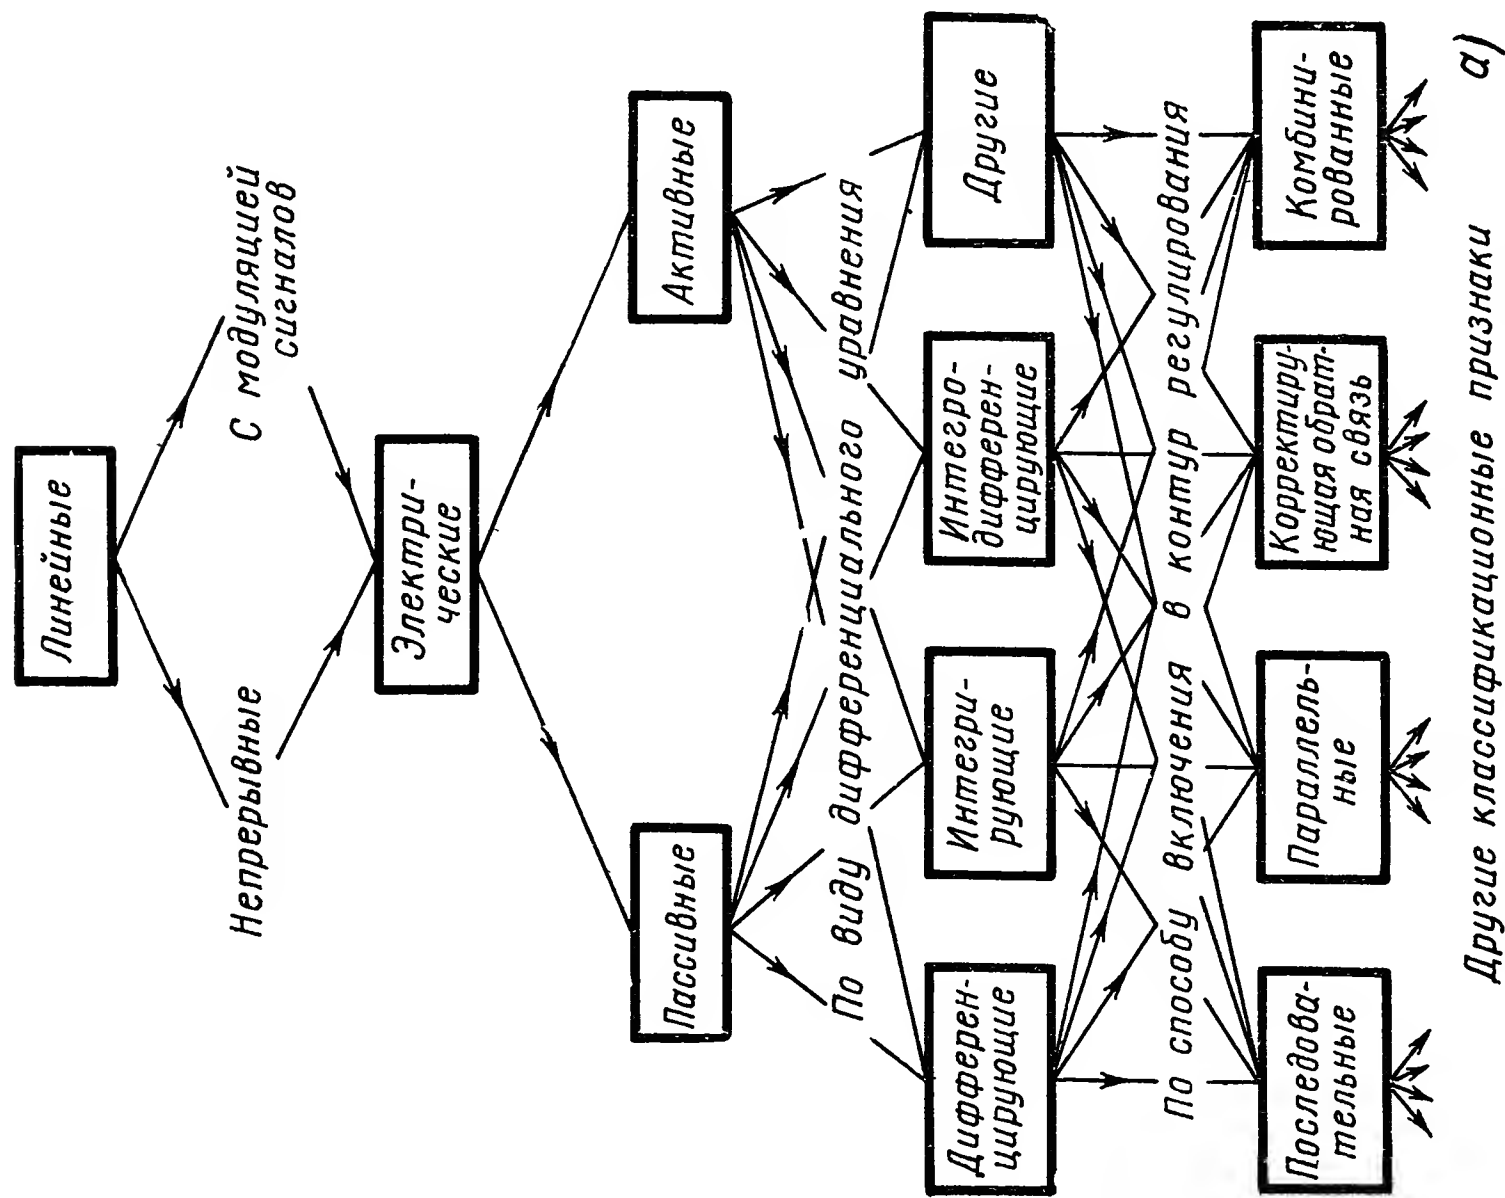 Линейные
Непрерывные
С модуляцией
сигналов
Электри-
ческие
Пассивные
Активные
По виду дифференциального уравнения
Дифферен-
цирующие
Интегри-
рующие
Интегро-
дифферен-
цирующие
Другие
По способу включения в контур регулирования
Последова-
тельные
Параллель-
ные
Корректиру-
ющая обрат-
ная связь
Комбини-
рованные
Другие классификационные признаки
а)